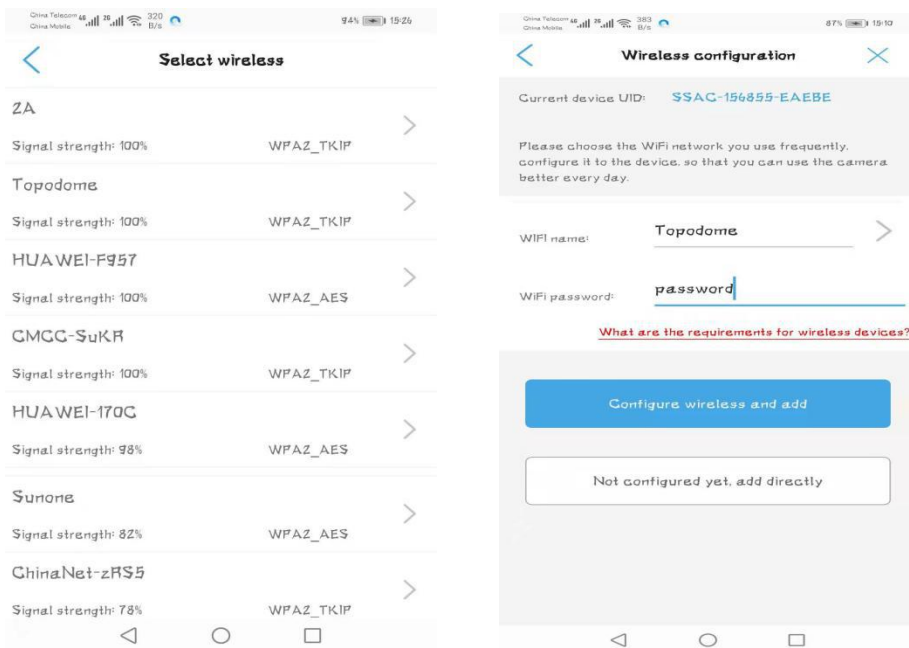 China Telecom 46 26 320 B/s
China Mobile
94% 15:26
Select wireless
2A
Signal strength: 100% WPA2_TKIP
Topodome
Signal strength: 100% WPA2_TKIP
HUAWEI-F957
Signal strength: 100% WPA2_AES
CMCC-SuKR
Signal strength: 100% WPA2_TKIP
HUAWEI-170C
Signal strength: 98% WPA2_AES
Sunone
Signal strength: 82% WPA2_AES
ChinaNet-zRS5
Signal strength: 78% WPA2_TKIP
China Telecom 46 26 383 B/s
China Mobile
87% 15:10
Wireless configuration
Current device UID: SSAC-156855-EAEBE
Please choose the WiFi network you use frequently,
configure it to the device, so that you can use the camera
better every day.
WIFI name: Topodome
WiFi password: password
What are the requirements for wireless devices?
Configure wireless and add
Not configured yet, add directly